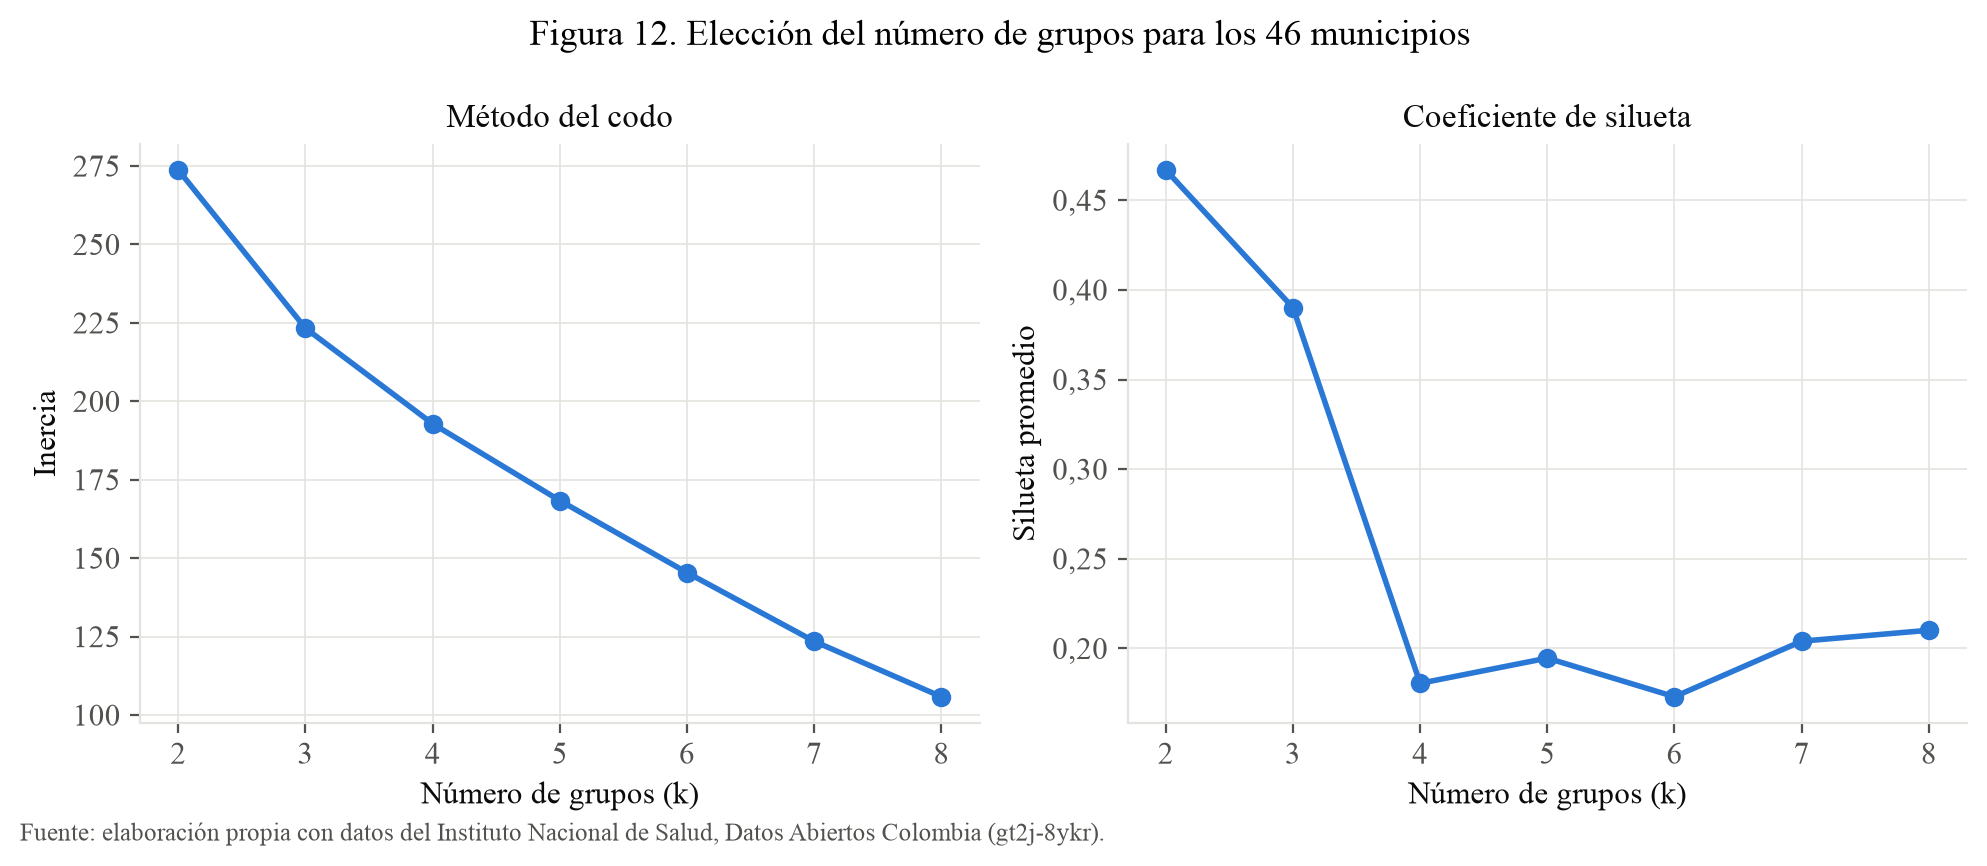 Figura 12. Elección del número de grupos para los 46 municipios
Método del codo
275
250
225
200
175
150
125
100
Inercia
2 3 4 5 6 7 8
Número de grupos (k)
Coeficiente de silueta
0,45
0,40
0,35
0,30
0,25
0,20
Silueta promedio
2 3 4 5 6 7 8
Número de grupos (k)
Fuente: elaboración propia con datos del Instituto Nacional de Salud, Datos Abiertos Colombia (gt2j-8ykr).